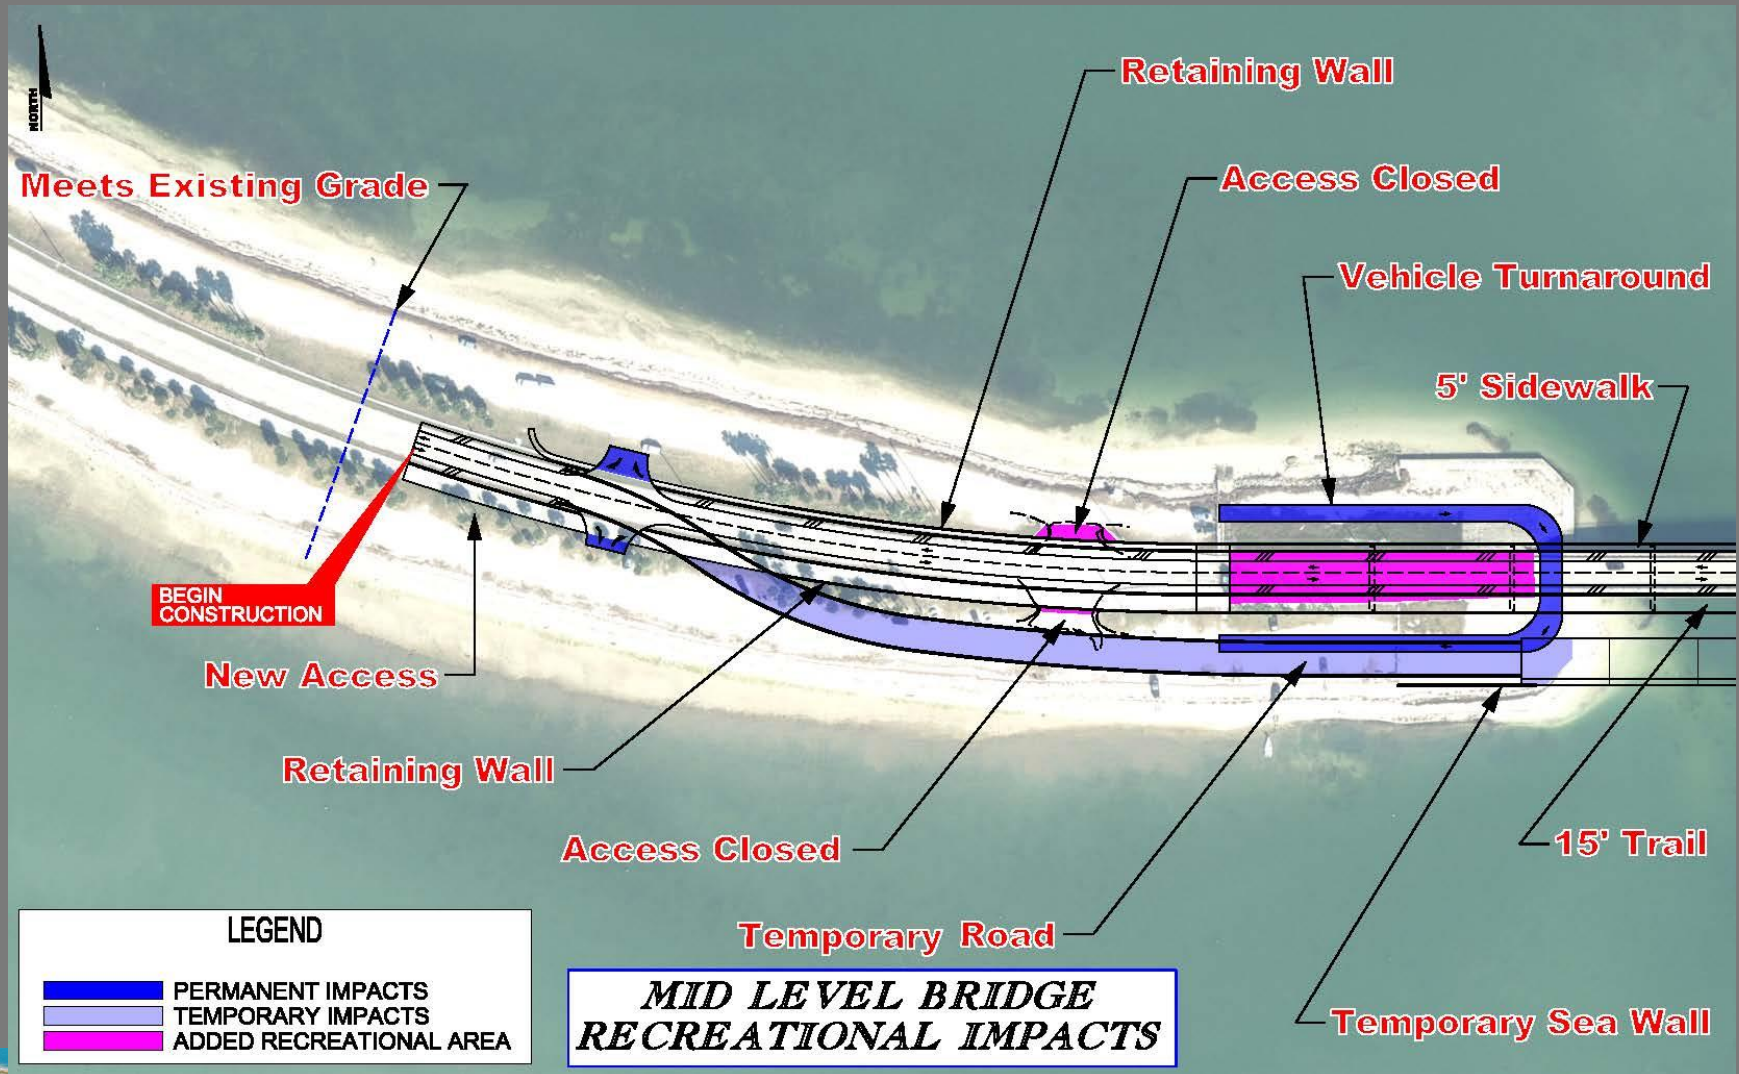 NORTH
Retaining Wall
Access Closed
Meets Existing Grade
Vehicle Turnaround
5' Sidewalk
BEGIN
CONSTRUCTION
New Access
Retaining Wall
Access Closed
15' Trail
Temporary Road
Temporary Sea Wall
LEGEND
PERMANENT IMPACTS
TEMPORARY IMPACTS
ADDED RECREATIONAL AREA
MID LEVEL BRIDGE
RECREATIONAL IMPACTS